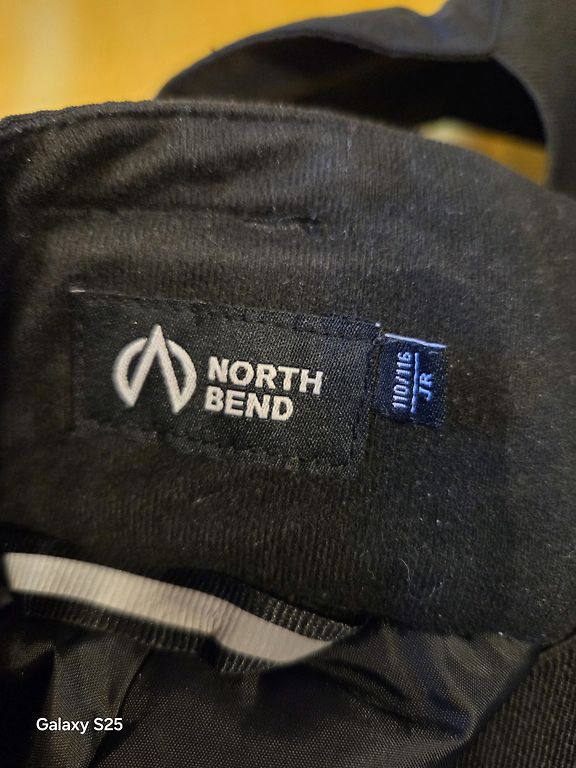 NORTH
BEND
110/116
JR
Galaxy S25